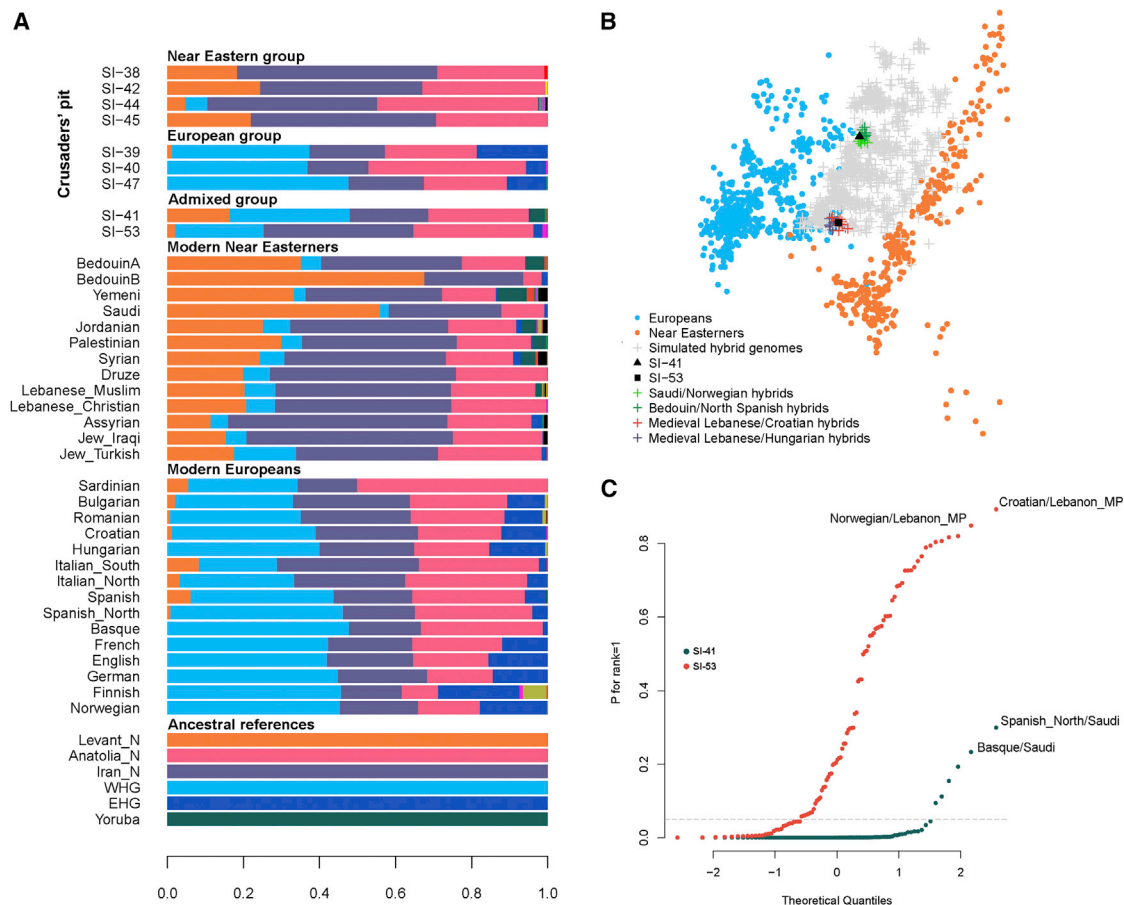 A
Crusaders' pit
Near Eastern group
SI−38
SI−42
SI−44
SI−45
European group
SI−39
SI−40
SI−47
Admixed group
SI−41
SI−53
Modern Near Easterners
BedouinA
BedouinB
Yemeni
Saudi
Jordanian
Palestinian
Syrian
Druze
Lebanese_Muslim
Lebanese_Christian
Assyrian
Jew_Iraqi
Jew_Turkish
Modern Europeans
Sardinian
Bulgarian
Romanian
Croatian
Hungarian
Italian_South
Italian_North
Spanish
Spanish_North
Basque
French
English
German
Finnish
Norwegian
Ancestral references
Levant_N
Anatolia_N
Iran_N
WHG
EHG
Yoruba
0.0 0.2 0.4 0.6 0.8 1.0
B
Europeans
Near Easterners
Simulated hybrid genomes
SI−41
SI−53
Saudi/Norwegian hybrids
Bedouin/North Spanish hybrids
Medieval Lebanese/Croatian hybrids
Medieval Lebanese/Hungarian hybrids
C
Croatian/Lebanon_MP
Norwegian/Lebanon_MP
SI−41
SI−53
Spanish_North/Saudi
Basque/Saudi
P for rank=1
0.8
0.6
0.4
0.2
0.0
−2 −1 0 1 2
Theoretical Quantiles